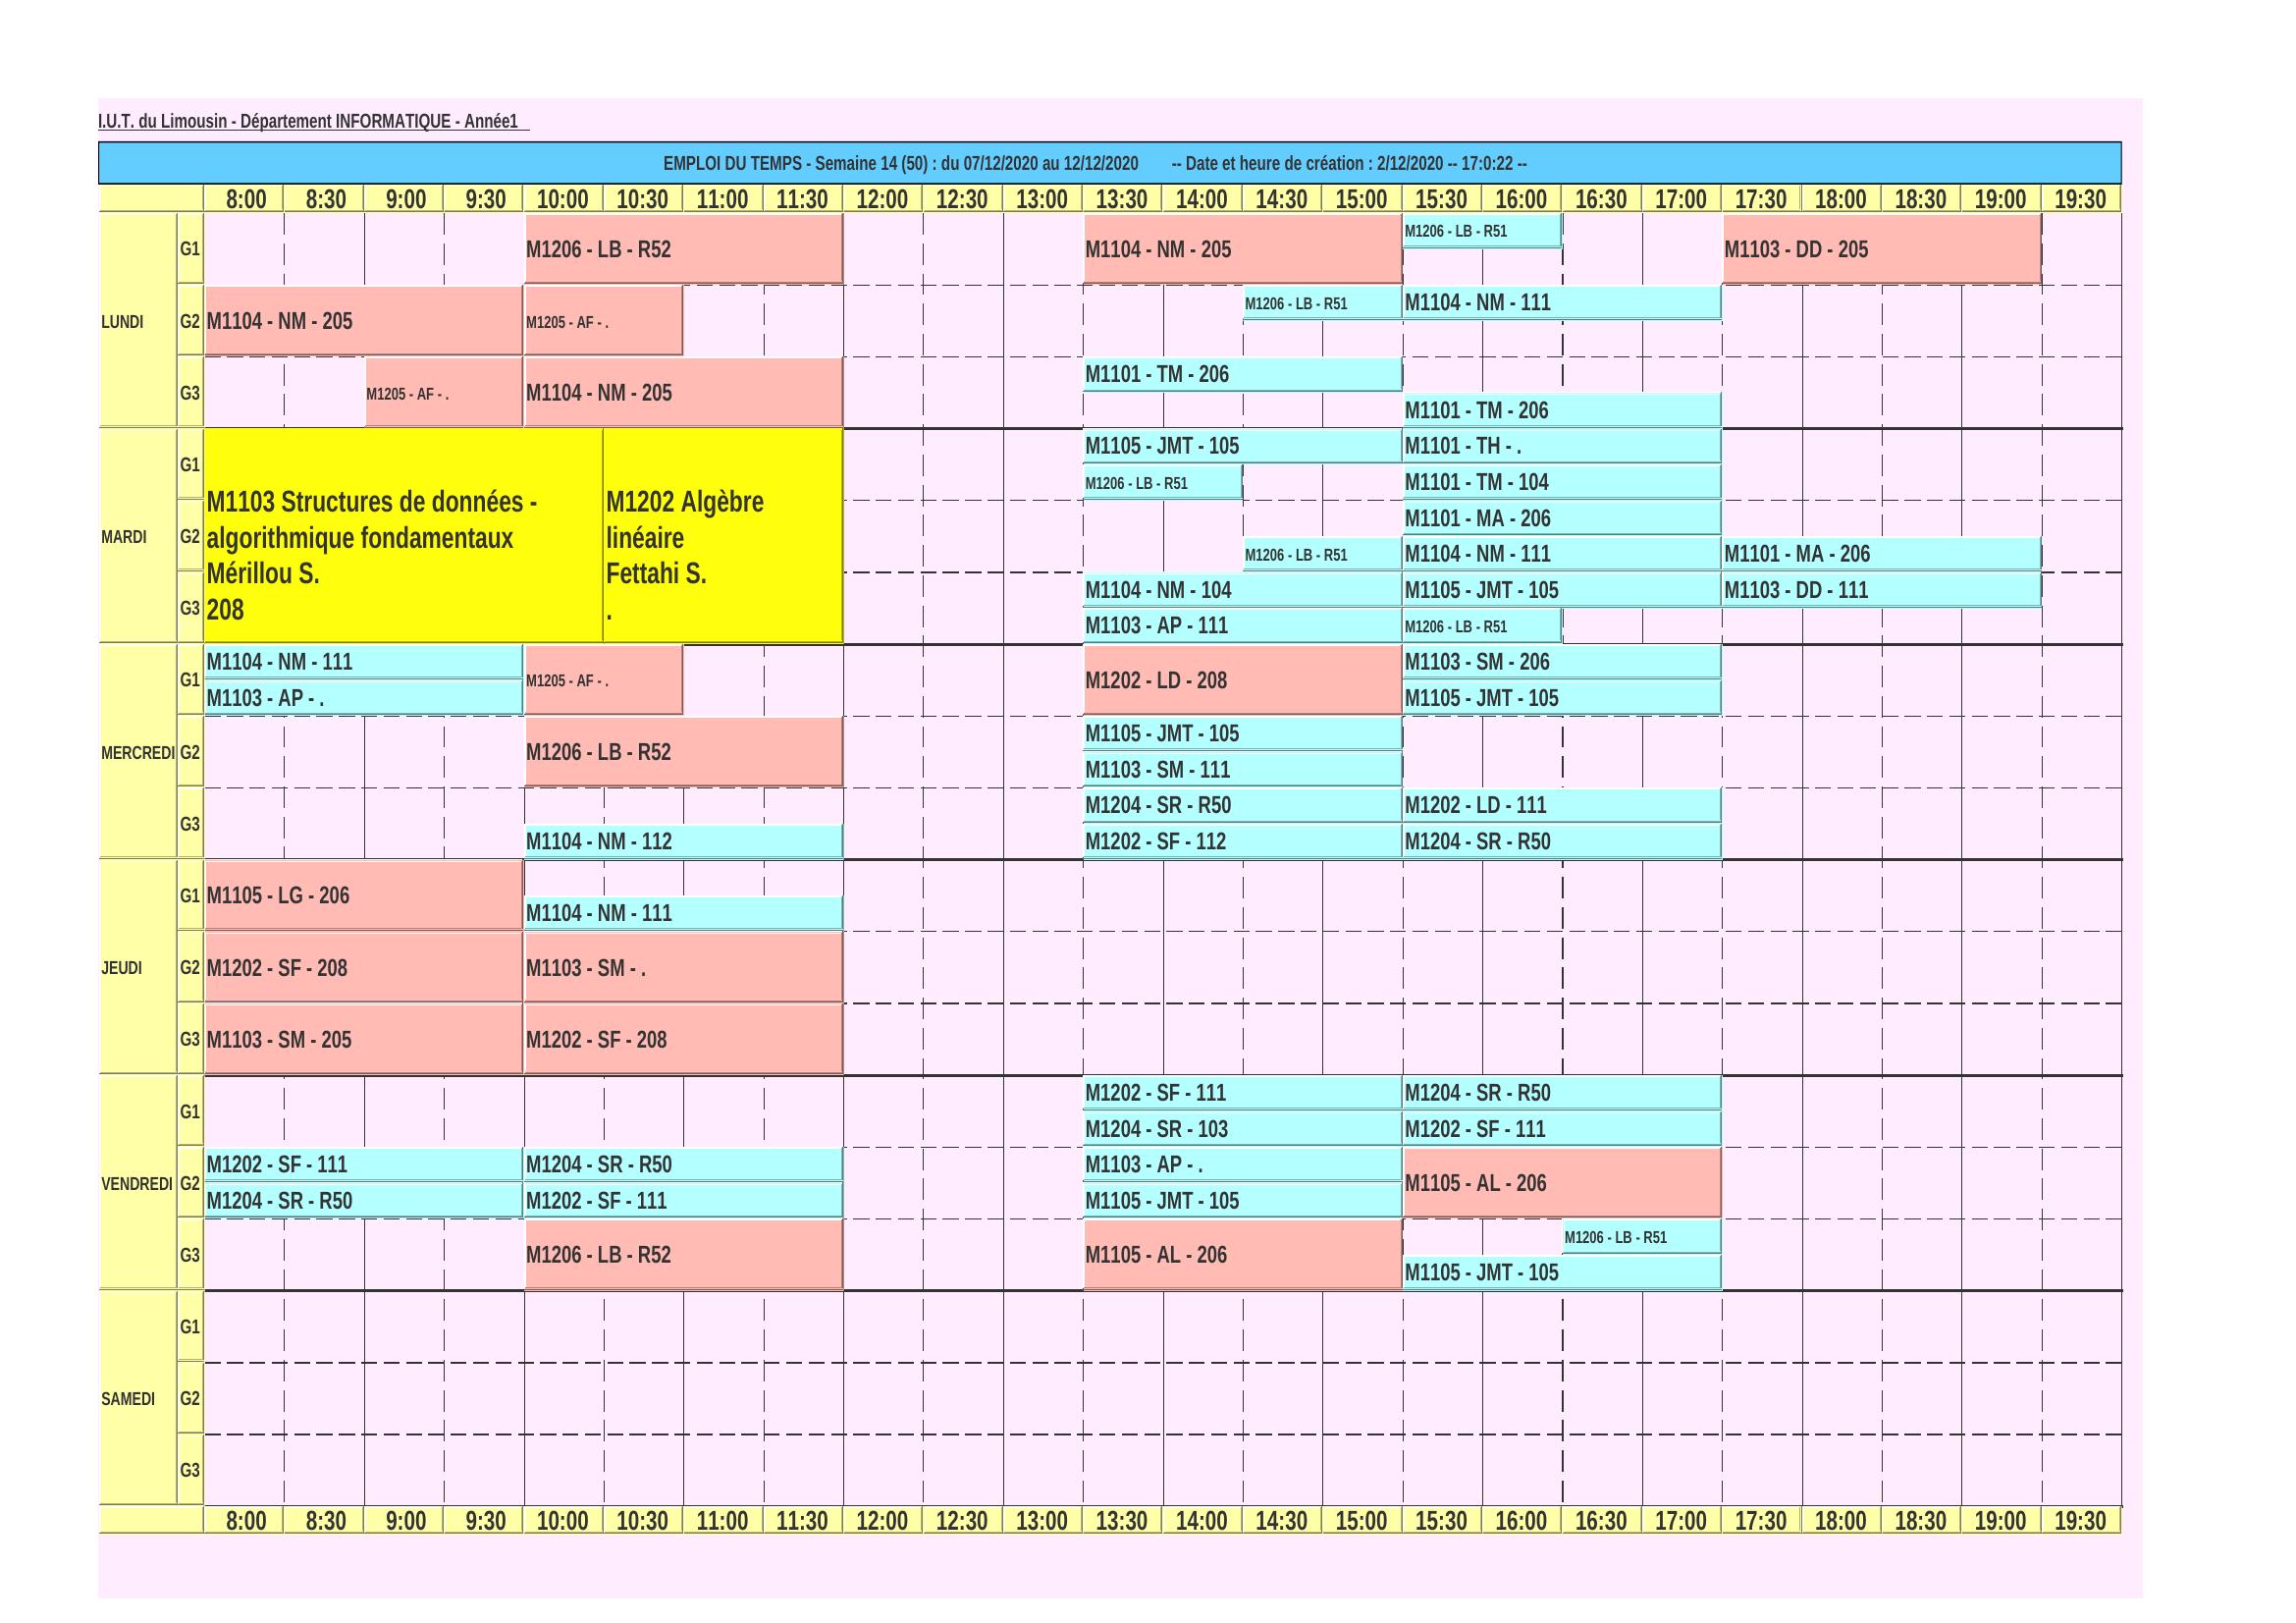 I.U.T. du Limousin - Département INFORMATIQUE - Année1
EMPLOI DU TEMPS - Semaine 14 (50) : du 07/12/2020 au 12/12/2020 -- Date et heure de création : 2/12/2020 -- 17:0:22 --
8:00 8:30 9:00 9:30 10:00 10:30 11:00 11:30 12:00 12:30 13:00 13:30 14:00 14:30 15:00 15:30 16:00 16:30 17:00 17:30 18:00 18:30 19:00 19:30
LUNDI
G1
M1206 - LB - R52
M1104 - NM - 205
M1206 - LB - R51
M1103 - DD - 205
G2
M1104 - NM - 205
M1205 - AF - .
M1206 - LB - R51
M1104 - NM - 111
G3
M1205 - AF - .
M1104 - NM - 205
M1101 - TM - 206
M1101 - TM - 206
MARDI
M1103 Structures de données -
algorithmique fondamentaux
Mérillou S.
208
M1202 Algèbre
linéaire
Fettahi S.
.
G1
M1105 - JMT - 105
M1101 - TH - .
M1206 - LB - R51
M1101 - TM - 104
G2
M1101 - MA - 206
M1206 - LB - R51
M1104 - NM - 111
M1101 - MA - 206
G3
M1104 - NM - 104
M1105 - JMT - 105
M1103 - DD - 111
M1103 - AP - 111
M1206 - LB - R51
MERCREDI
G1
M1104 - NM - 111
M1103 - AP - .
M1205 - AF - .
M1202 - LD - 208
M1103 - SM - 206
M1105 - JMT - 105
G2
M1206 - LB - R52
M1105 - JMT - 105
M1103 - SM - 111
G3
M1204 - SR - R50
M1202 - LD - 111
M1104 - NM - 112
M1202 - SF - 112
M1204 - SR - R50
JEUDI
G1
M1105 - LG - 206
M1104 - NM - 111
G2
M1202 - SF - 208
M1103 - SM - .
G3
M1103 - SM - 205
M1202 - SF - 208
VENDREDI
G1
M1202 - SF - 111
M1204 - SR - R50
M1204 - SR - 103
M1202 - SF - 111
G2
M1202 - SF - 111
M1204 - SR - R50
M1103 - AP - .
M1105 - AL - 206
M1204 - SR - R50
M1202 - SF - 111
M1105 - JMT - 105
G3
M1206 - LB - R52
M1105 - AL - 206
M1206 - LB - R51
M1105 - JMT - 105
SAMEDI
G1
G2
G3
8:00 8:30 9:00 9:30 10:00 10:30 11:00 11:30 12:00 12:30 13:00 13:30 14:00 14:30 15:00 15:30 16:00 16:30 17:00 17:30 18:00 18:30 19:00 19:30